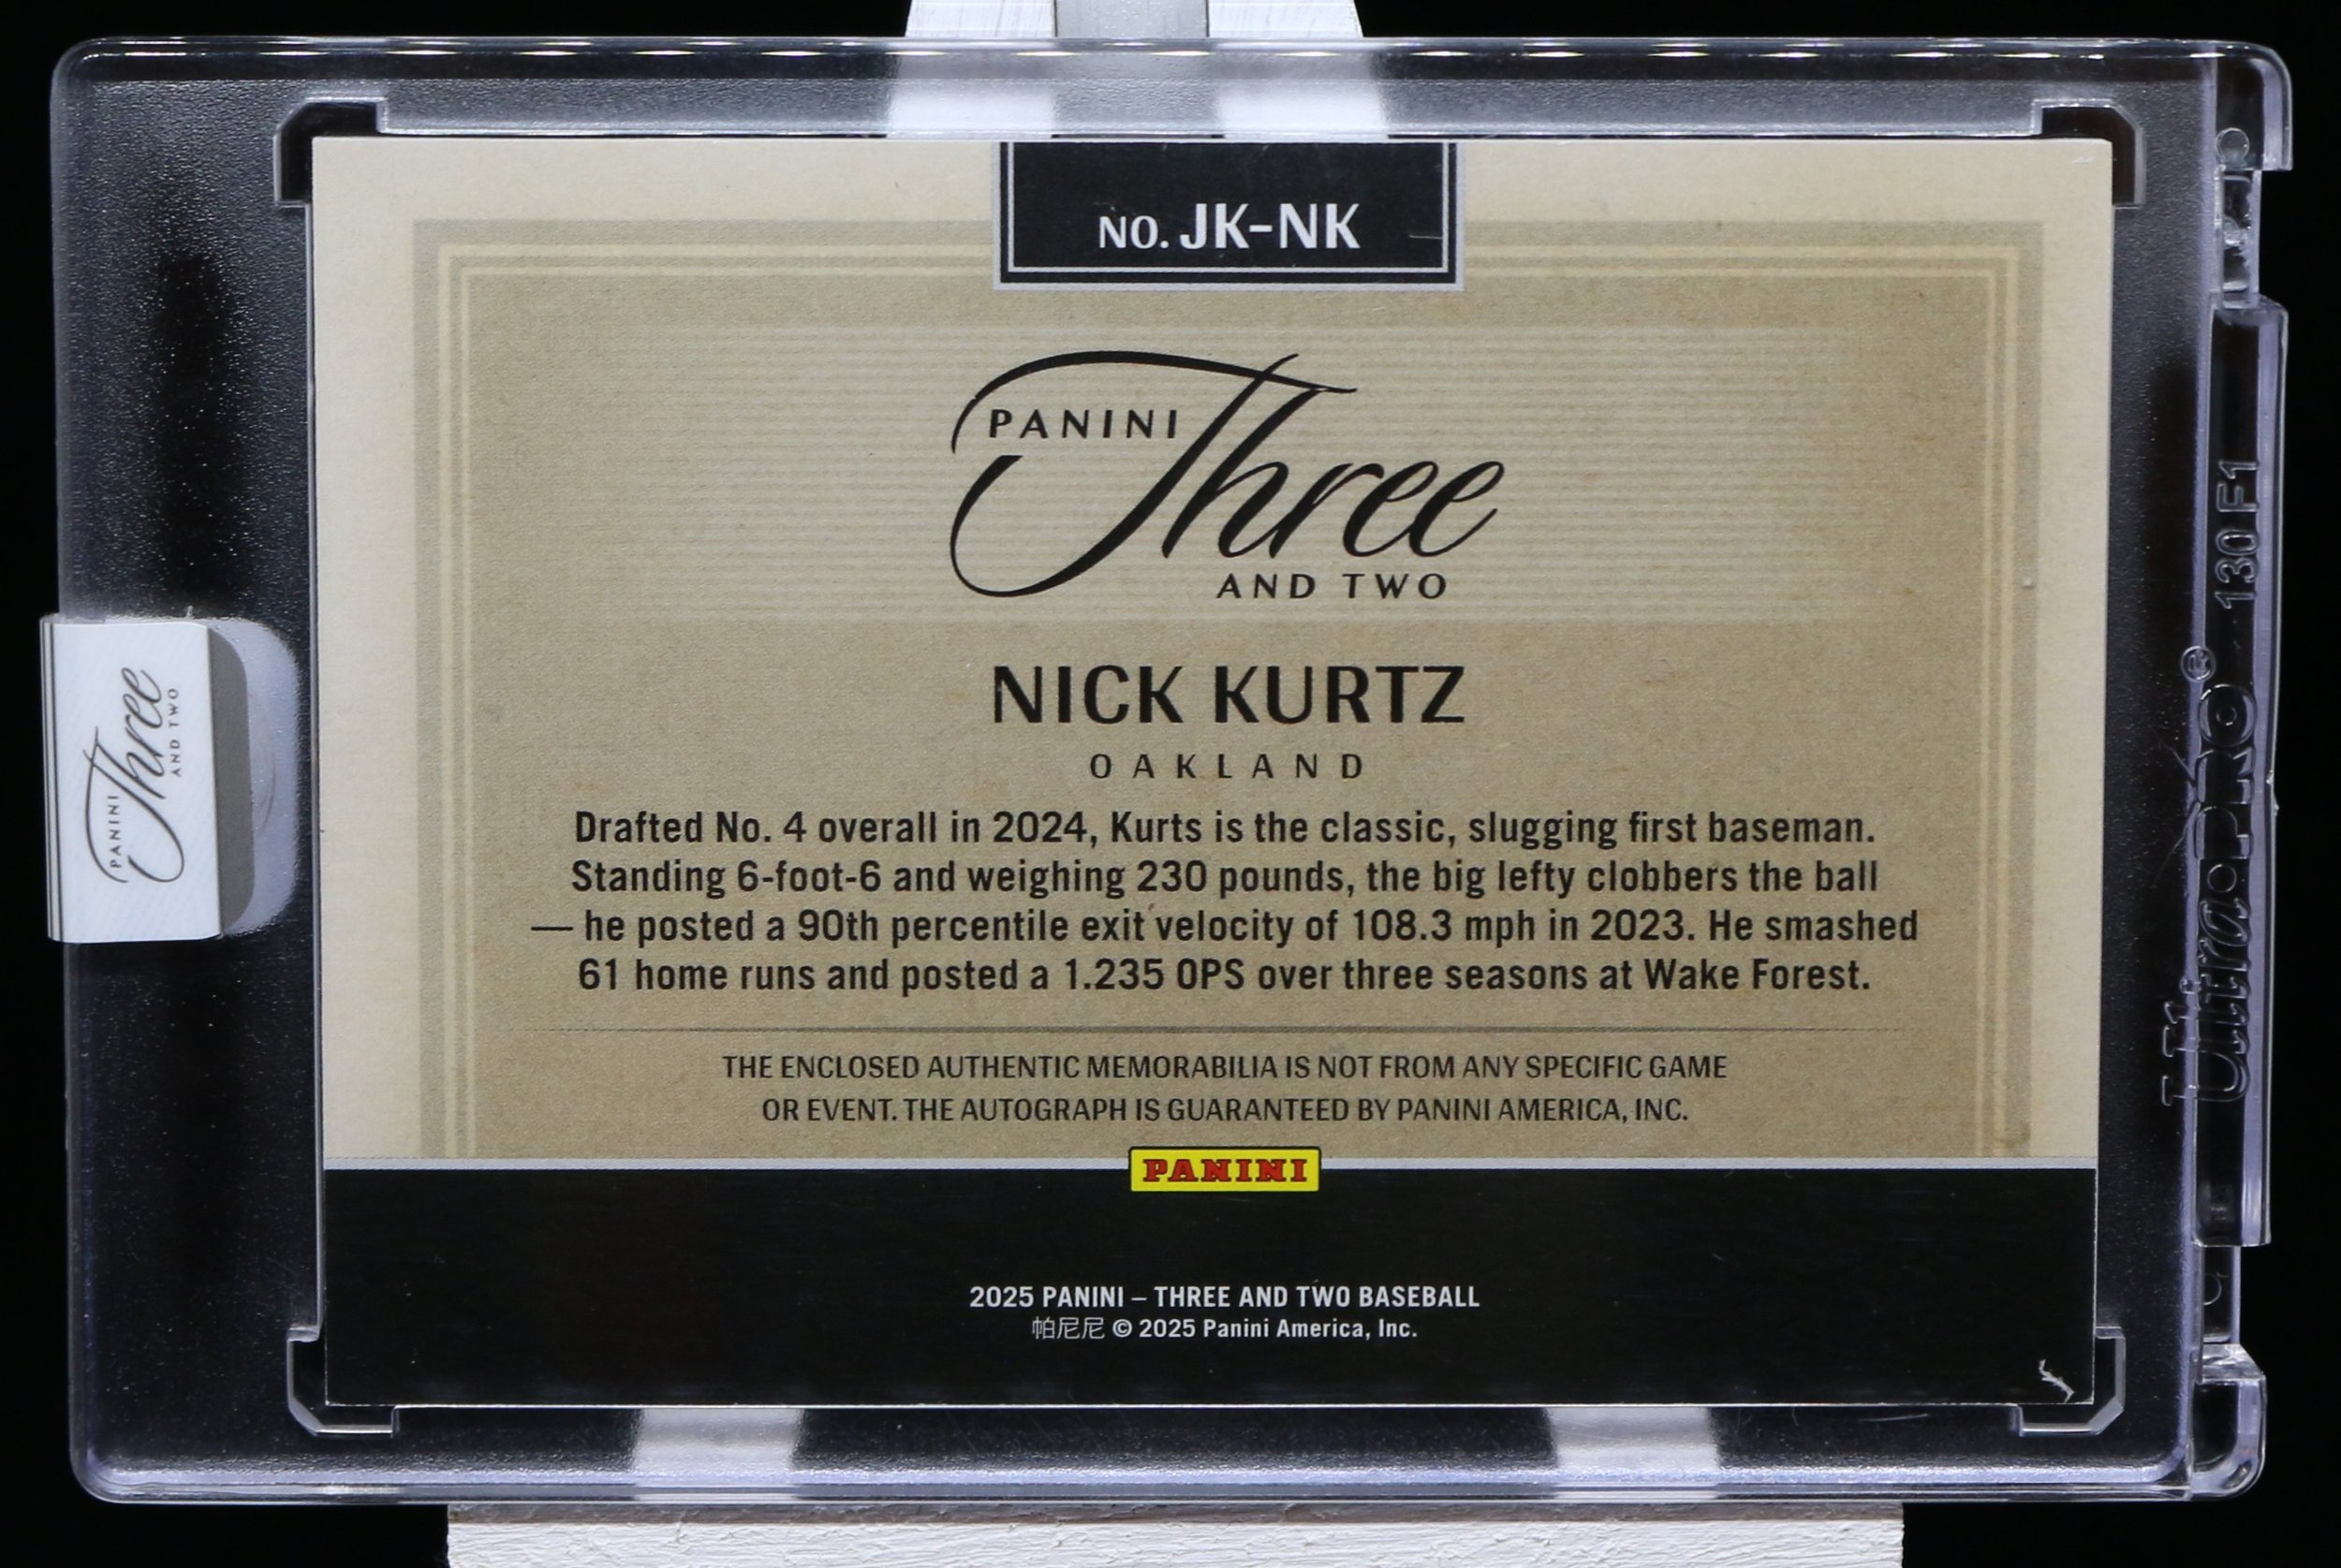 NO. JK-NK
PANINI
Three
AND TWO
NICK KURTZ
OAKLAND
Drafted No. 4 overall in 2024, Kurts is the classic, slugging first baseman.
Standing 6-foot-6 and weighing 230 pounds, the big lefty clobbers the ball
— he posted a 90th percentile exit velocity of 108.3 mph in 2023. He smashed
61 home runs and posted a 1.235 OPS over three seasons at Wake Forest.
THE ENCLOSED AUTHENTIC MEMORABILIA IS NOT FROM ANY SPECIFIC GAME
OR EVENT. THE AUTOGRAPH IS GUARANTEED BY PANINI AMERICA, INC.
PANINI
2025 PANINI – THREE AND TWO BASEBALL
帕尼尼 © 2025 Panini America, Inc.
PANINI
Three
AND TWO
UltraPRO® 130 F1